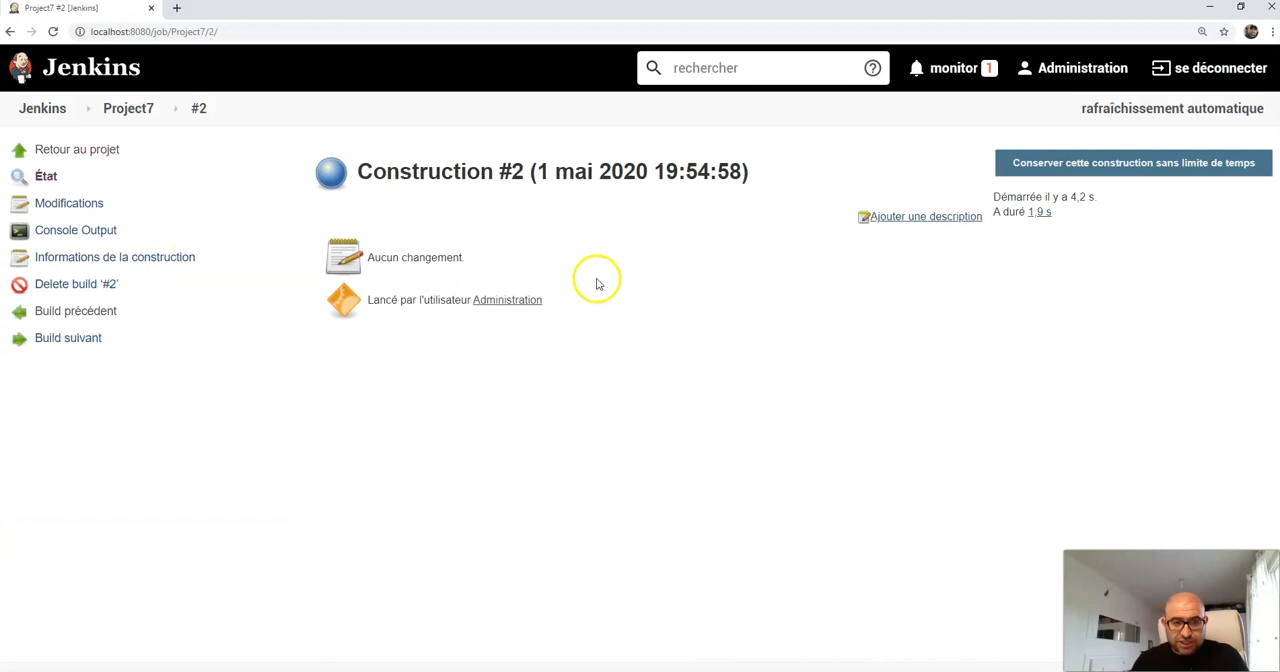 Project7 #2 [Jenkins]
localhost:8080/job/Project7/2/
Jenkins
rechercher
monitor 1
Administration
se déconnecter
Jenkins Project7 #2
rafraîchissement automatique
Retour au projet
État
Modifications
Console Output
Informations de la construction
Delete build ‘#2’
Build précédent
Build suivant
Construction #2 (1 mai 2020 19:54:58)
Conserver cette construction sans limite de temps
Démarrée il y a 4,2 s.
A duré 1,9 s
Ajouter une description
Aucun changement.
Lancé par l'utilisateur Administration